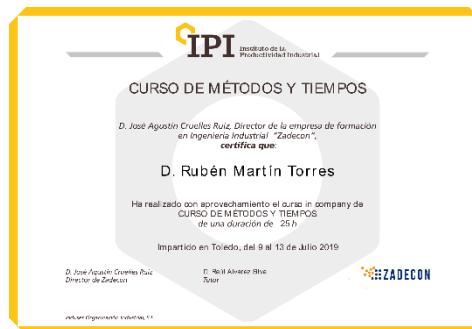 IPI
Instituto de la
Productividad Industrial
CURSO DE MÉTODOS Y TIEMPOS
D. José Agustín Cruelles Ruiz, Director de la empresa de formación
en Ingeniería Industrial "Zadecon",
certifica que:
D. Rubén Martín Torres
Ha realizado con aprovechamiento el curso in company de
CURSO DE MÉTODOS Y TIEMPOS
de una duración de 25 h
Impartido en Toledo, del 9 al 13 de Julio 2019
D. José Agustín Cruelles Ruiz
Director de Zadecon
D. Raúl Alvarez
Tutor
ZADECON
Industrial,